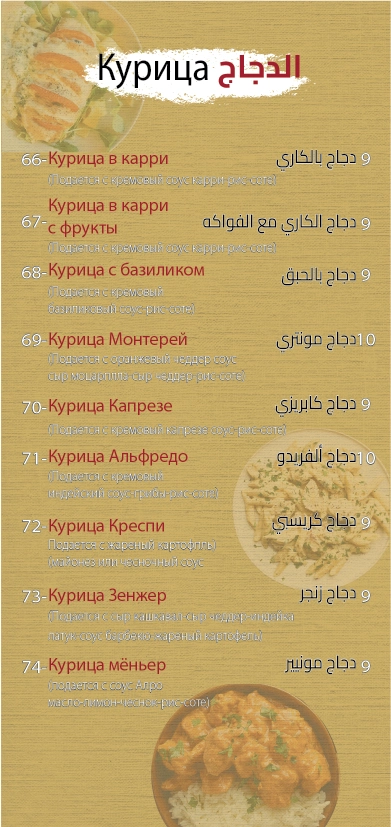 Курица الدجاج
66- Курица в карри دجاج بالكاري 9
(Подается с кремовый соус карри-рис-соте)
Курица в карри
67- с фрукты دجاج الكاري مع الفواكه 9
(Подается с кремовый соус карри-рис-соте)
68- Курица с базиликом دجاج بالحبق 9
(Подается с кремовый
базиликовый соус-рис-соте)
69- Курица Монтерей دجاج مونتري 10
(Подается с оранжевый чеддер соус
сыр-моцарплла-сыр-чеддер-рис-соте)
70- Курица Капрезе دجاج كابريزي 9
(Подается с кремовый капрезе соус-рис-соте)
71- Курица Альфредо دجاج ألفريدو 10
(Подается с кремовый
индейский соус-грибы-рис-соте)
72- Курица Креспи دجاج كريسبي 9
Подается с жареный картофплы
(майонез или чесночный соус
73- Курица Зенжер دجاج زنجر 9
(Подается с сыр кашкавал-сыр чеддер-индейка
латук-соус барбекю-жареный картофель)
74- Курица мёньер دجاج مونيير 9
(подается с соус Алро
масло-лимон-чеснок-рис-соте)